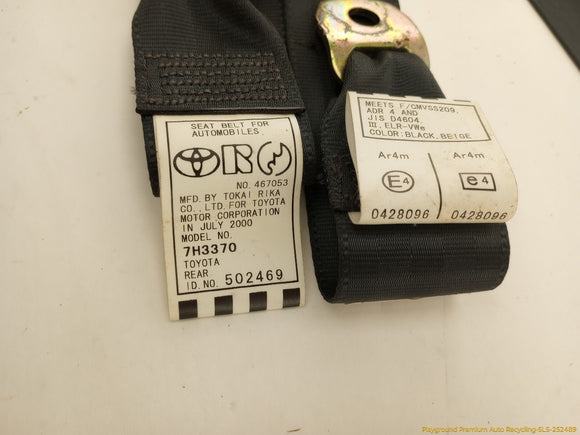 SEAT BELT FOR
AUTOMOBILES
NO. 467053
MFD. BY TOKAI RIKA
CO., LTD. FOR TOYOTA
MOTOR CORPORATION
IN JULY 2000
MODEL NO.
7H3370
TOYOTA
REAR
ID. NO. 502469
MEETS F/CMVSS209,
ADR 4 AND
JIS D4604
III, ELR-VWe
COLOR:BLACK, BEIGE
Ar4m Ar4m
E4 e4
0428096 0428096
Playground Premium Auto Recycling-SLS-252489